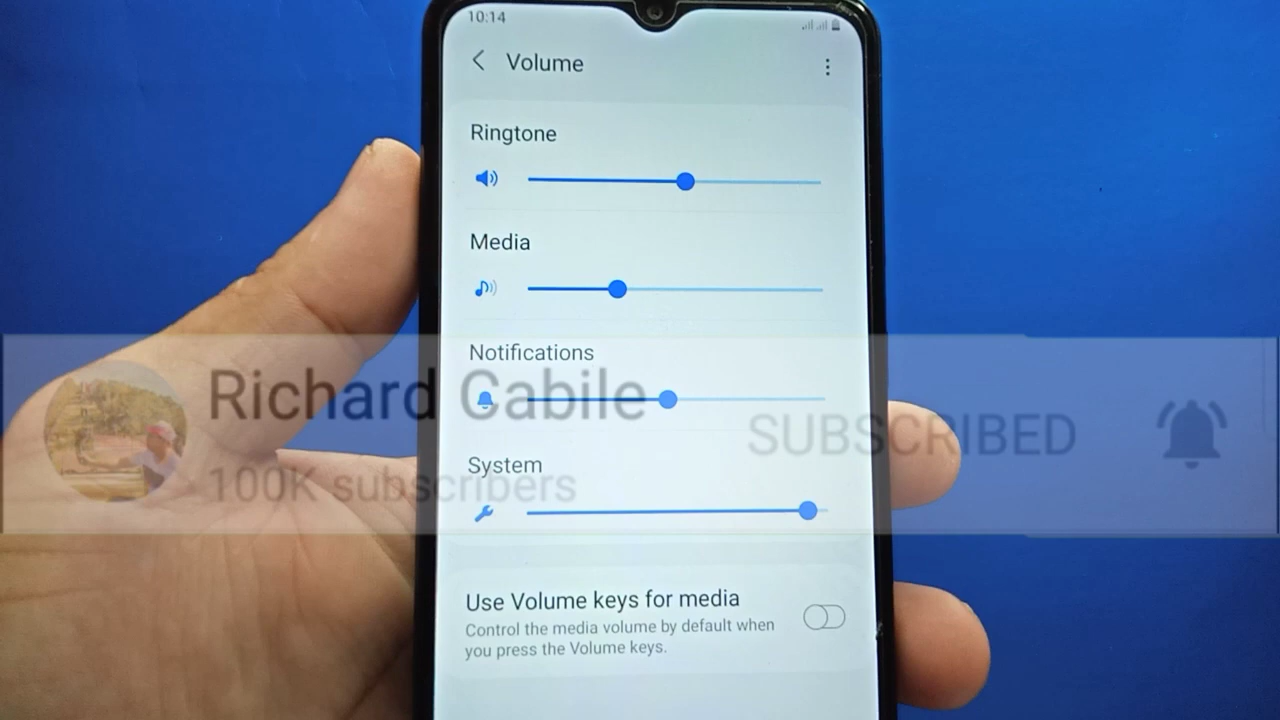 10:14
Volume
Ringtone
Media
Notifications
Richard Cabile
SUBSCRIBED
System
100K subscribers
Use Volume keys for media
Control the media volume by default when
you press the Volume keys.